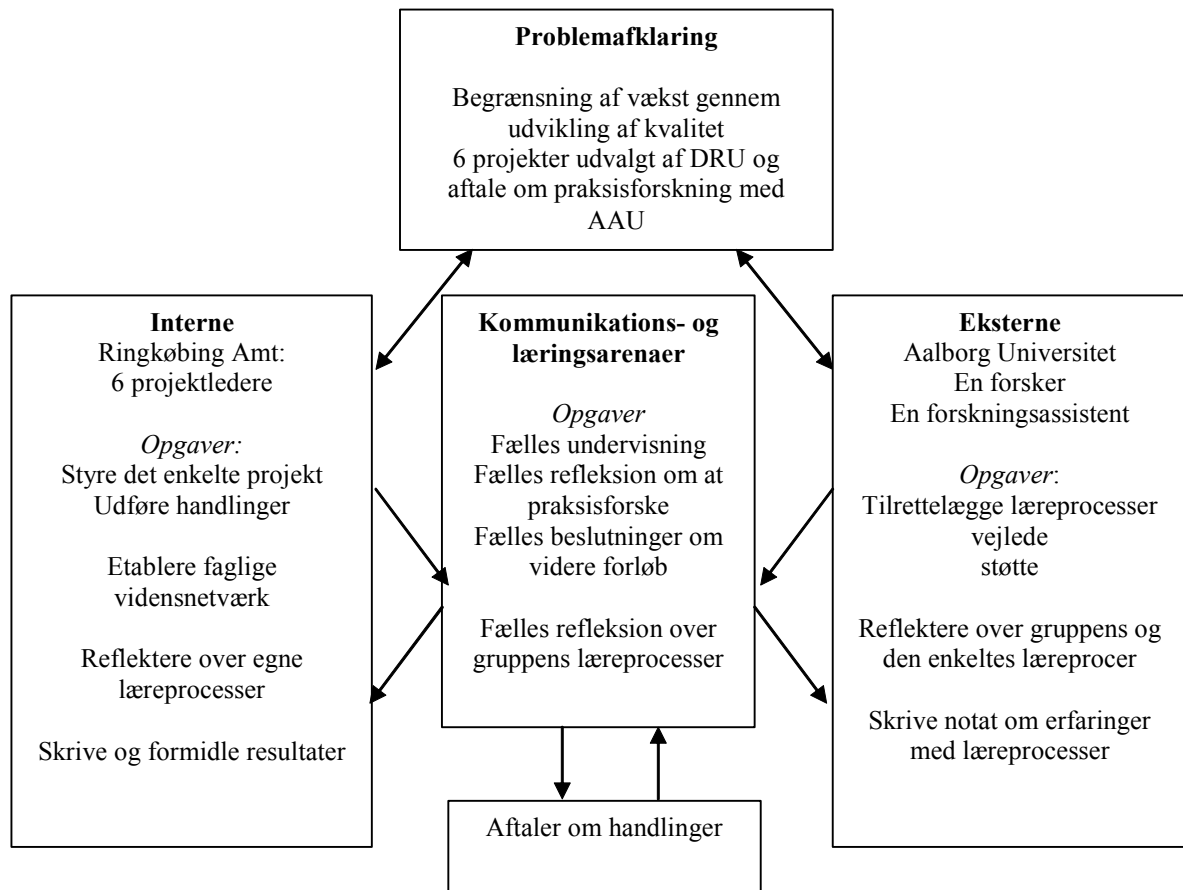 Problemafklaring
Begrænsning af vækst gennem
udvikling af kvalitet
6 projekter udvalgt af DRU og
aftale om praksisforskning med
AAU
Interne
Ringkøbing Amt:
6 projektledere
Opgaver:
Styre det enkelte projekt
Udføre handlinger
Etablere faglige
vidensnetværk
Reflektere over egne
læreprocesser
Skrive og formidle resultater
Kommunikations- og
læringsarenaer
Opgaver
Fælles undervisning
Fælles refleksion om at
praksisforske
Fælles beslutninger om
videre forløb
Fælles refleksion over
gruppens læreprocesser
Eksterne
Aalborg Universitet
En forsker
En forskningsassistent
Opgaver:
Tilrettelægge læreprocesser
vejlede
støtte
Reflektere over gruppens og
den enkeltes læreprocer
Skrive notat om erfaringer
med læreprocesser
Aftaler om handlinger